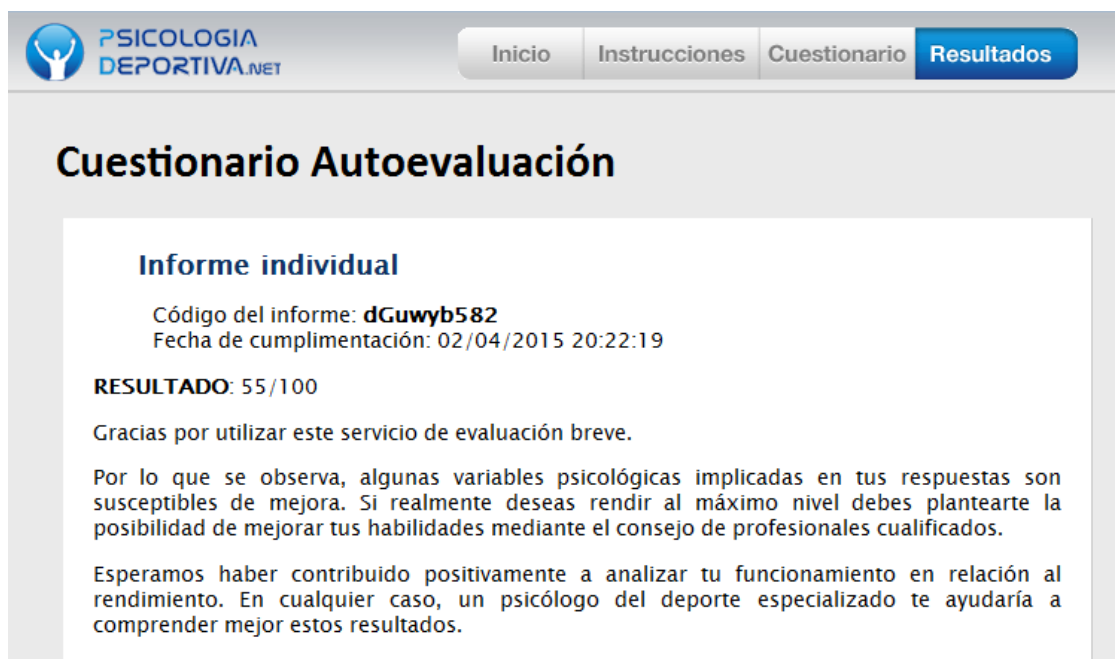 PSICOLOGIA
DEPORTIVA.NET
Inicio Instrucciones Cuestionario Resultados
Cuestionario Autoevaluación
Informe individual
Código del informe: dGuwyb582
Fecha de cumplimentación: 02/04/2015 20:22:19
RESULTADO: 55/100
Gracias por utilizar este servicio de evaluación breve.
Por lo que se observa, algunas variables psicológicas implicadas en tus respuestas son
susceptibles de mejora. Si realmente deseas rendir al máximo nivel debes plantearte la
posibilidad de mejorar tus habilidades mediante el consejo de profesionales cualificados.
Esperamos haber contribuido positivamente a analizar tu funcionamiento en relación al
rendimiento. En cualquier caso, un psicólogo del deporte especializado te ayudaría a
comprender mejor estos resultados.